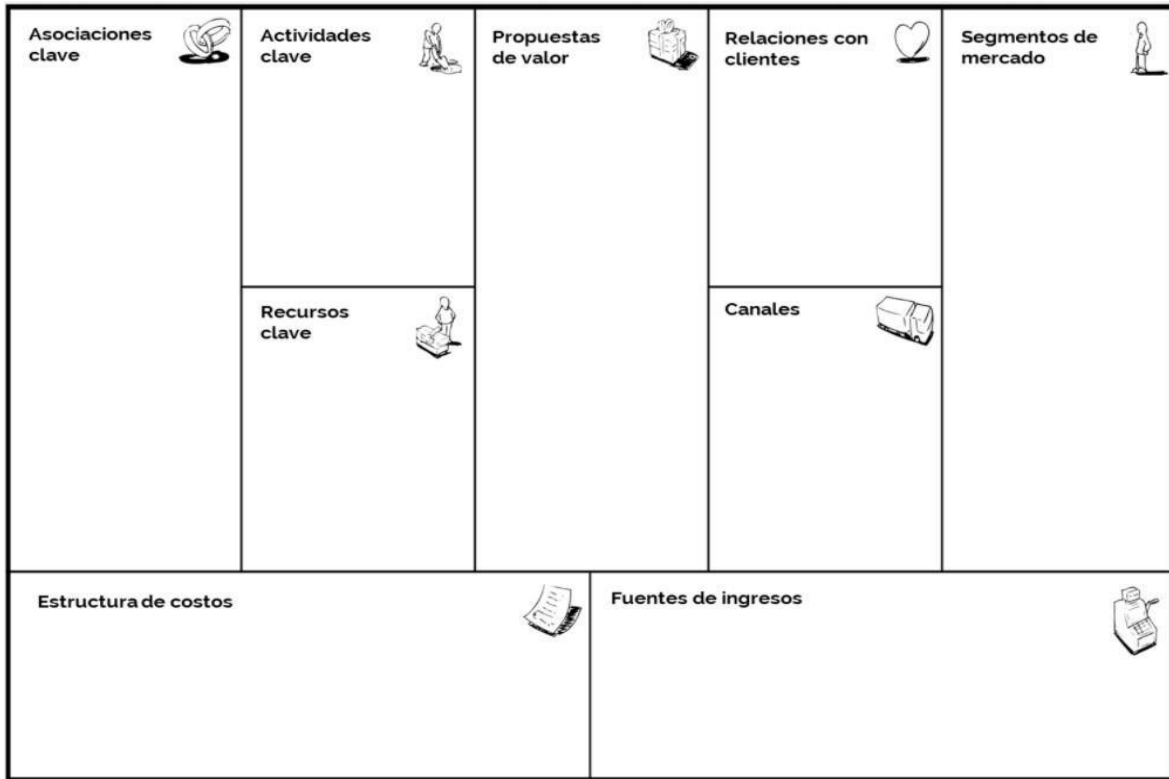 Asociaciones
clave
Actividades
clave
Propuestas
de valor
Relaciones con
clientes
Segmentos de
mercado
Recursos
clave
Canales
Estructura de costos
Fuentes de ingresos